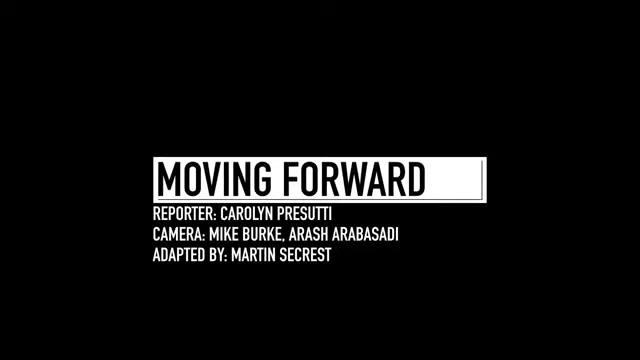 MOVING FORWARD
REPORTER: CAROLYN PRESUTTI
CAMERA: MIKE BURKE, ARASH ARABASADI
ADAPTED BY: MARTIN SECREST